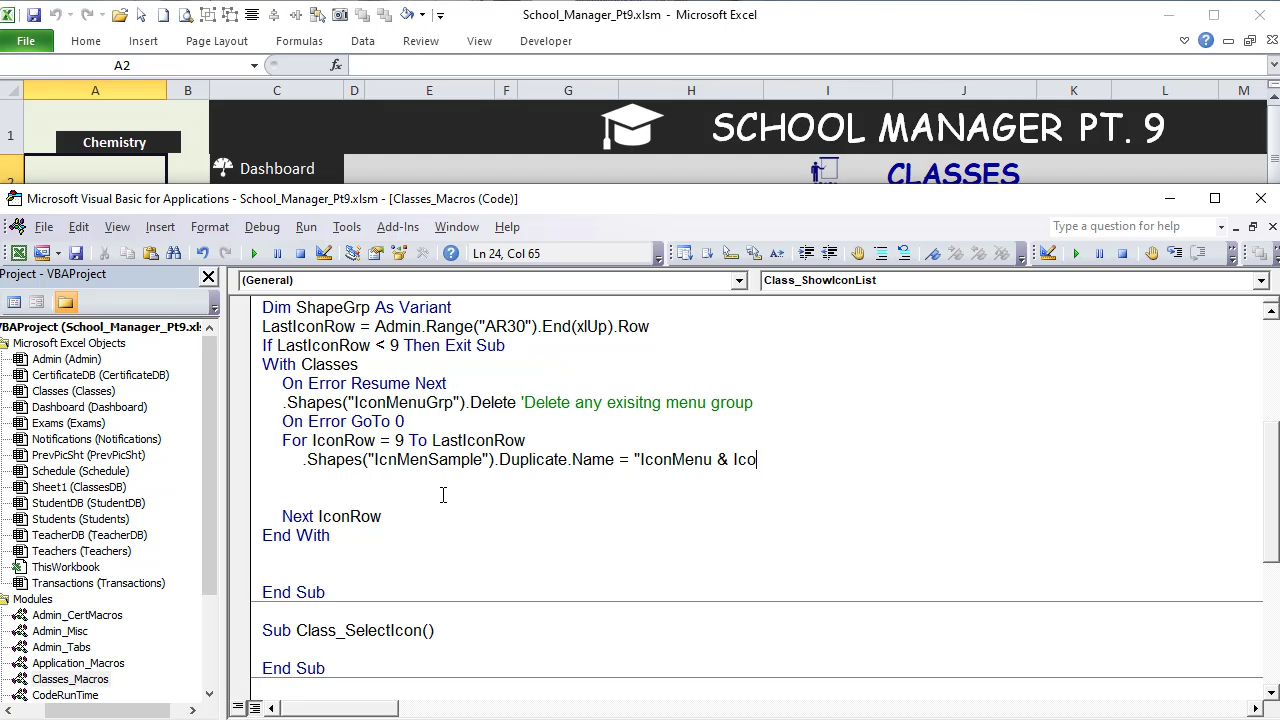 School_Manager_Pt9.xlsm - Microsoft Excel
File Home Insert Page Layout Formulas Data Review View Developer
A2 fx
A B C D E F G H I J K L M
1 SCHOOL MANAGER PT. 9
Chemistry
2 Dashboard CLASSES
Microsoft Visual Basic for Applications - School_Manager_Pt9.xlsm - [Classes_Macros (Code)]
File Edit View Insert Format Debug Run Tools Add-Ins Window Help Type a question for help
Ln 24, Col 65
Project - VBAProject
(General) Class_ShowIconList
VBAProject (School_Manager_Pt9.xls
Microsoft Excel Objects
Admin (Admin)
CertificateDB (CertificateDB)
Classes (Classes)
Dashboard (Dashboard)
Exams (Exams)
Notifications (Notifications)
PrevPicSht (PrevPicSht)
Schedule (Schedule)
Sheet1 (ClassesDB)
StudentDB (StudentDB)
Students (Students)
TeacherDB (TeacherDB)
Teachers (Teachers)
ThisWorkbook
Transactions (Transactions)
Modules
Admin_CertMacros
Admin_Misc
Admin_Tabs
Application_Macros
Classes_Macros
CodeRunTime
Dim ShapeGrp As Variant
LastIconRow = Admin.Range("AR30").End(xlUp).Row
If LastIconRow < 9 Then Exit Sub
With Classes
On Error Resume Next
.Shapes("IconMenuGrp").Delete 'Delete any exisitng menu group
On Error GoTo 0
For IconRow = 9 To LastIconRow
.Shapes("IcnMenSample").Duplicate.Name = "IconMenu & Ico
Next IconRow
End With
End Sub
Sub Class_SelectIcon()
End Sub